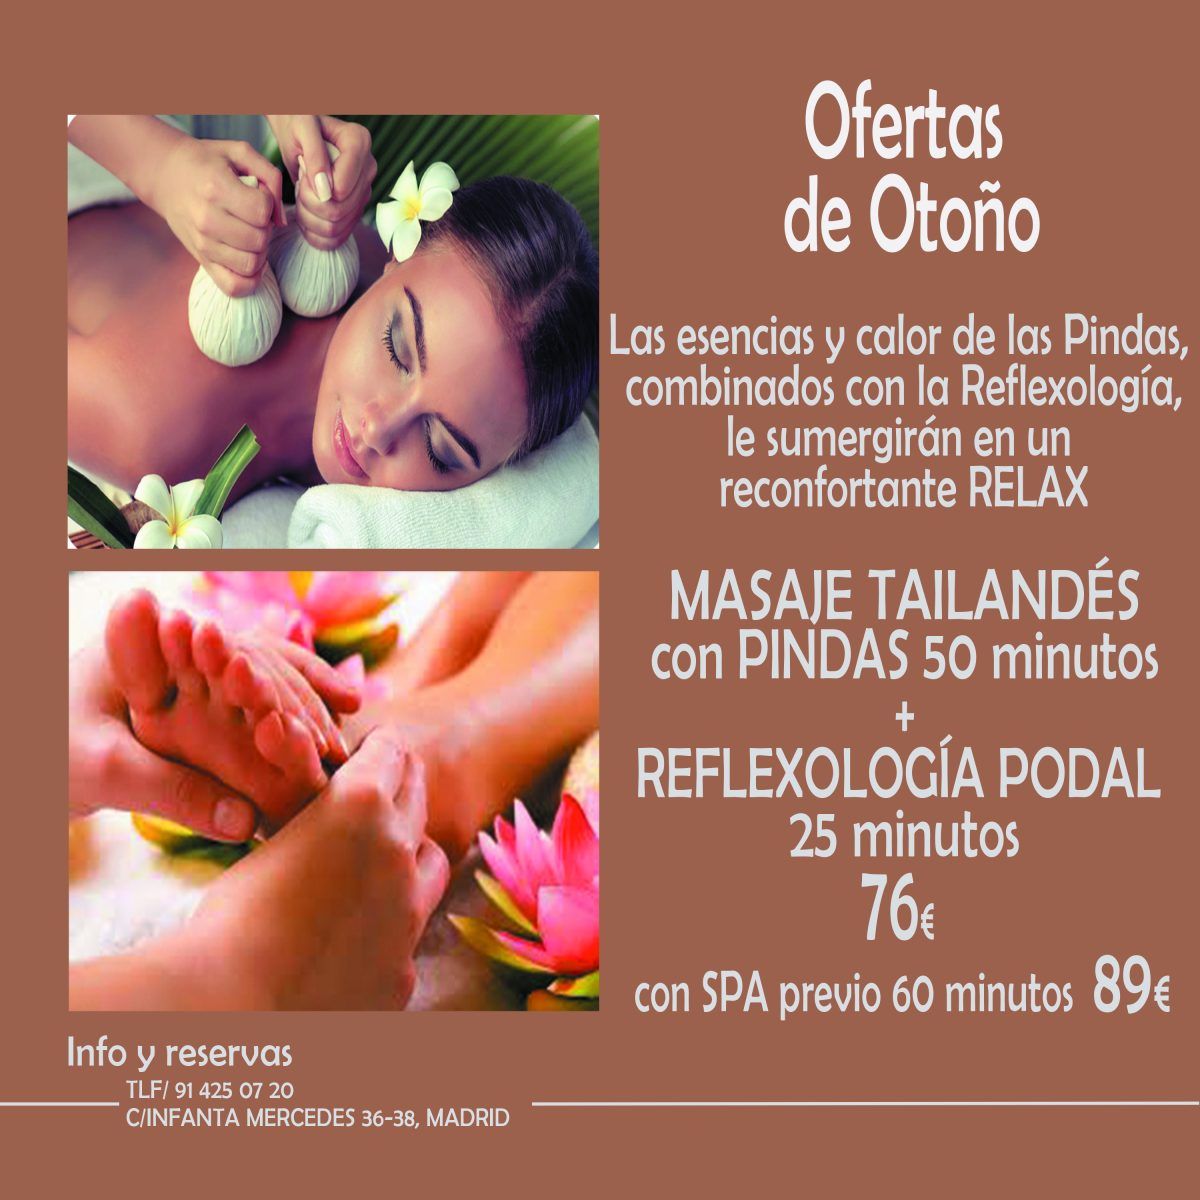 Ofertas
de Otoño
Las esencias y calor de las Pindas,
combinados con la Reflexología,
le sumergirán en un
reconfortante RELAX
MASAJE TAILANDÉS
con PINDAS 50 minutos
+
REFLEXOLOGÍA PODAL
25 minutos
76€
con SPA previo 60 minutos 89€
Info y reservas
TLF/ 91 425 07 20
C/INFANTA MERCEDES 36-38, MADRID